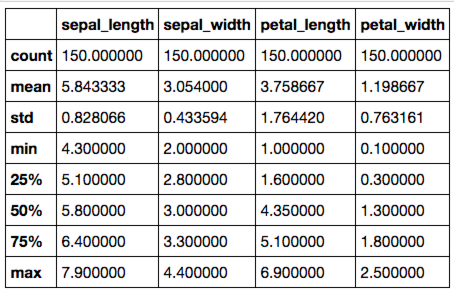 sepal_length sepal_width petal_length petal_width
count 150.000000 150.000000 150.000000 150.000000
mean 5.843333 3.054000 3.758667 1.198667
std 0.828066 0.433594 1.764420 0.763161
min 4.300000 2.000000 1.000000 0.100000
25% 5.100000 2.800000 1.600000 0.300000
50% 5.800000 3.000000 4.350000 1.300000
75% 6.400000 3.300000 5.100000 1.800000
max 7.900000 4.400000 6.900000 2.500000